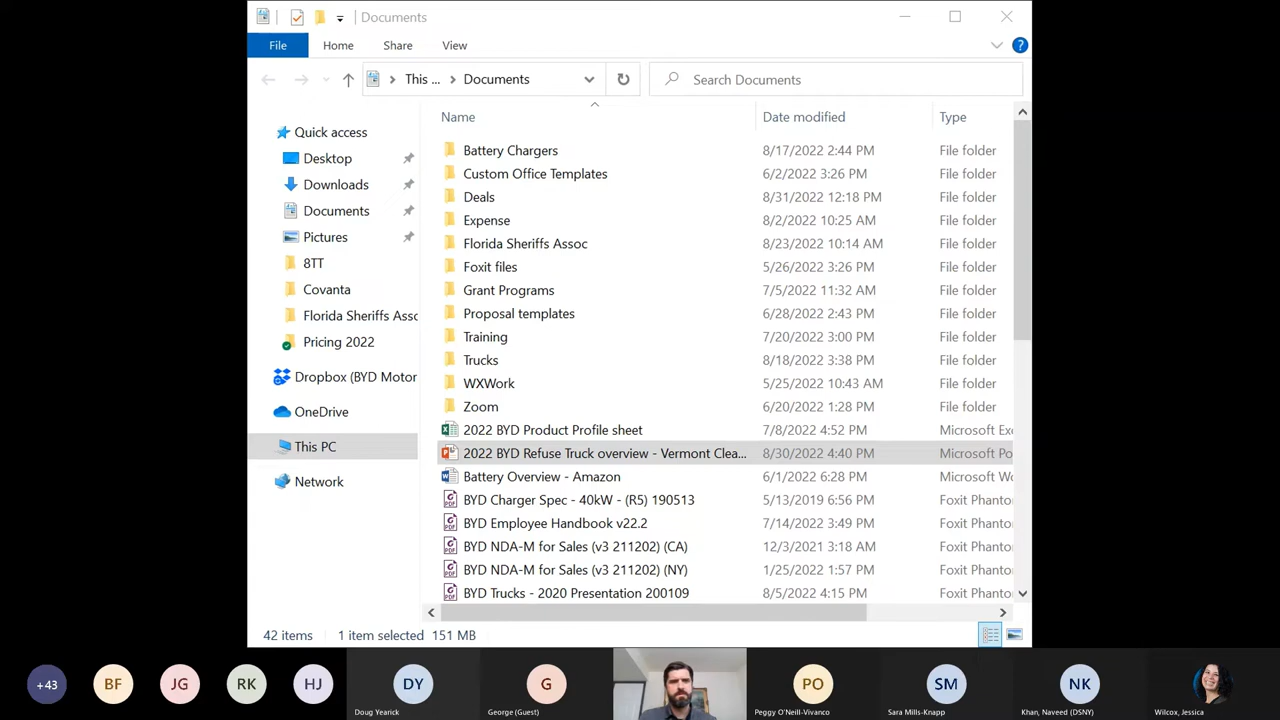 Documents
File Home Share View
This ... Documents Search Documents
Name Date modified Type
Quick access
Desktop
Downloads
Documents
Pictures
8TT
Covanta
Florida Sheriffs Assc
Pricing 2022
Dropbox (BYD Motor
OneDrive
This PC
Network
Battery Chargers 8/17/2022 2:44 PM File folder
Custom Office Templates 6/2/2022 3:26 PM File folder
Deals 8/31/2022 12:18 PM File folder
Expense 8/2/2022 10:25 AM File folder
Florida Sheriffs Assoc 8/23/2022 10:14 AM File folder
Foxit files 5/26/2022 3:26 PM File folder
Grant Programs 7/5/2022 11:32 AM File folder
Proposal templates 6/28/2022 2:43 PM File folder
Training 7/20/2022 3:00 PM File folder
Trucks 8/18/2022 3:38 PM File folder
WXWork 5/25/2022 10:43 AM File folder
Zoom 6/20/2022 1:28 PM File folder
2022 BYD Product Profile sheet 7/8/2022 4:52 PM Microsoft Exc
2022 BYD Refuse Truck overview - Vermont Clea... 8/30/2022 4:40 PM Microsoft Po
Battery Overview - Amazon 6/1/2022 6:28 PM Microsoft Wo
BYD Charger Spec - 40kW - (R5) 190513 5/13/2019 6:56 PM Foxit Phanto
BYD Employee Handbook v22.2 7/14/2022 3:49 PM Foxit Phanto
BYD NDA-M for Sales (v3 211202) (CA) 12/3/2021 3:18 AM Foxit Phanto
BYD NDA-M for Sales (v3 211202) (NY) 1/25/2022 1:57 PM Foxit Phanto
BYD Trucks - 2020 Presentation 200109 8/5/2022 4:15 PM Foxit Phanto
42 items 1 item selected 151 MB
+43 BF JG RK HJ DY G PO SM NK
Doug Yearick George (Guest) Peggy O'Neill-Vivanco Sara Mills-Knapp Khan, Naveed (DSNY) Wilcox, Jessica